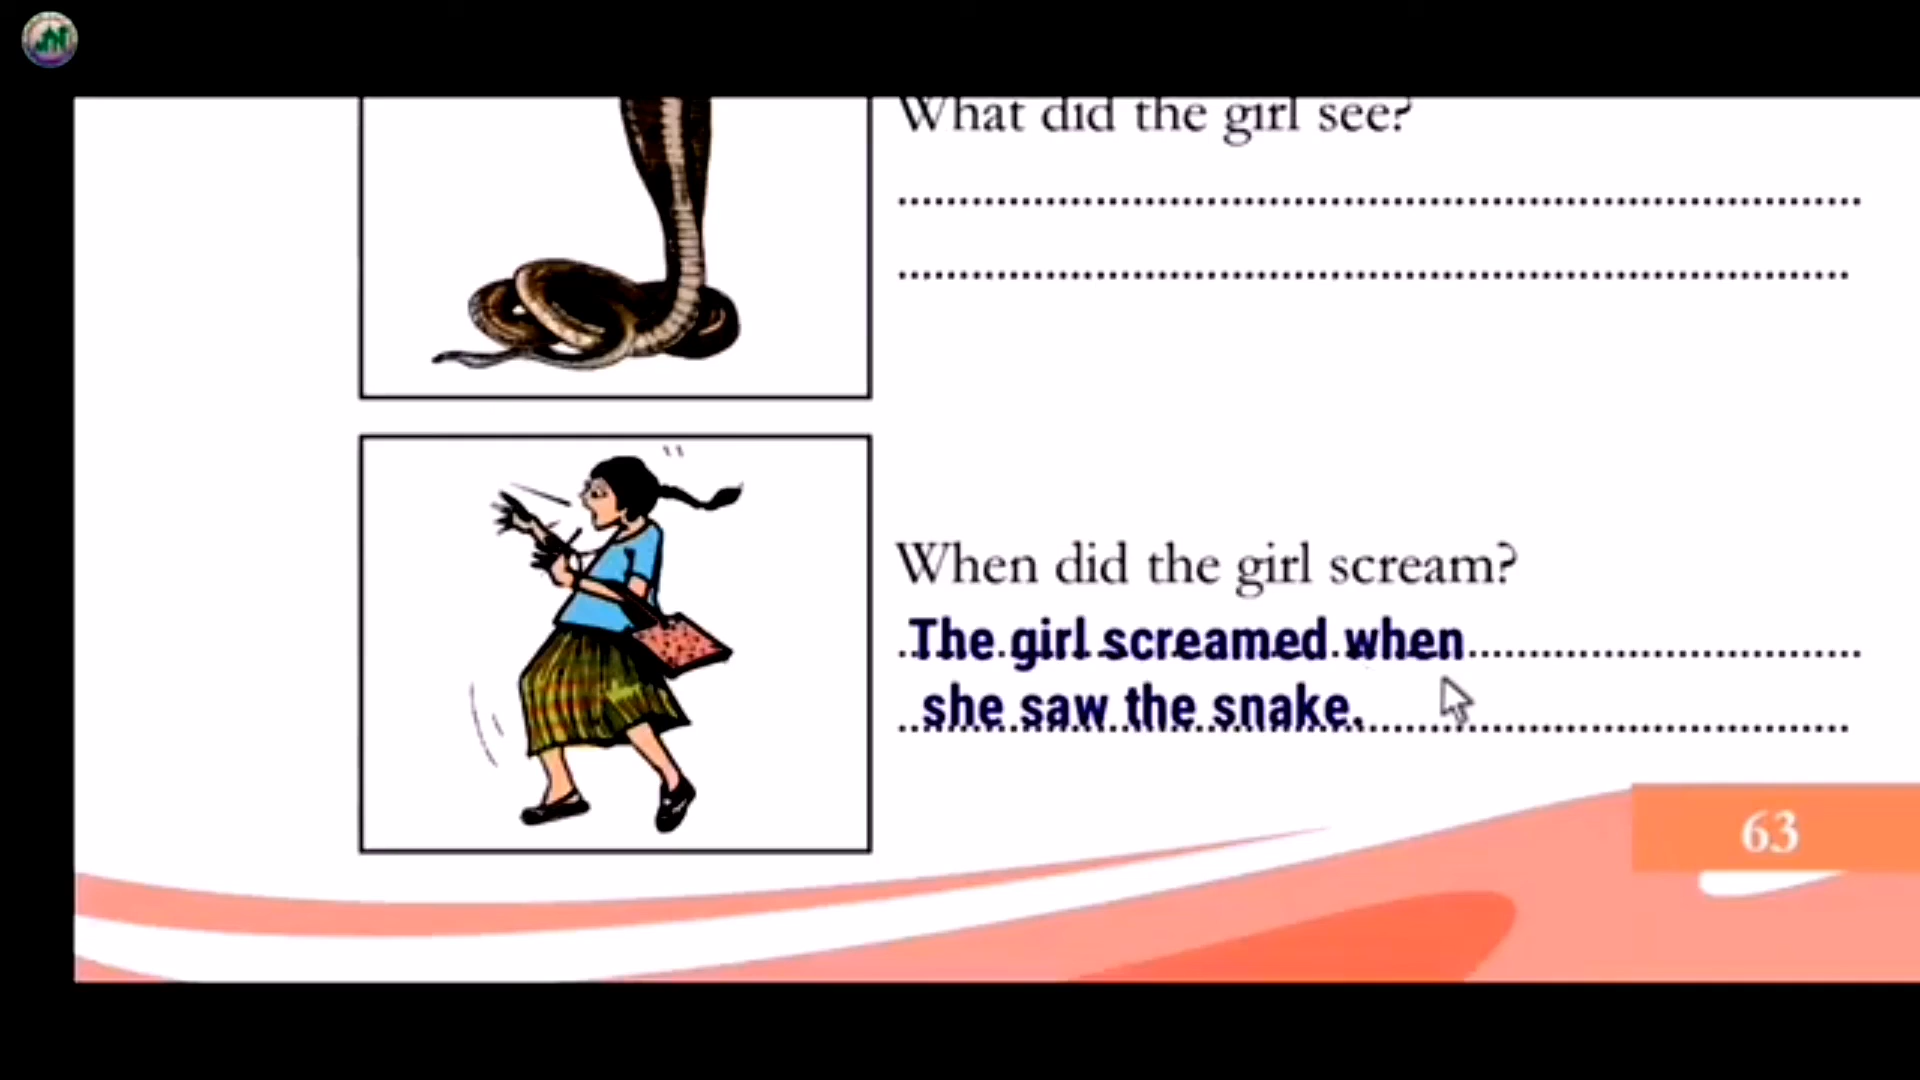 What did the girl see?
When did the girl scream?
The girl screamed when
she saw the snake.
63